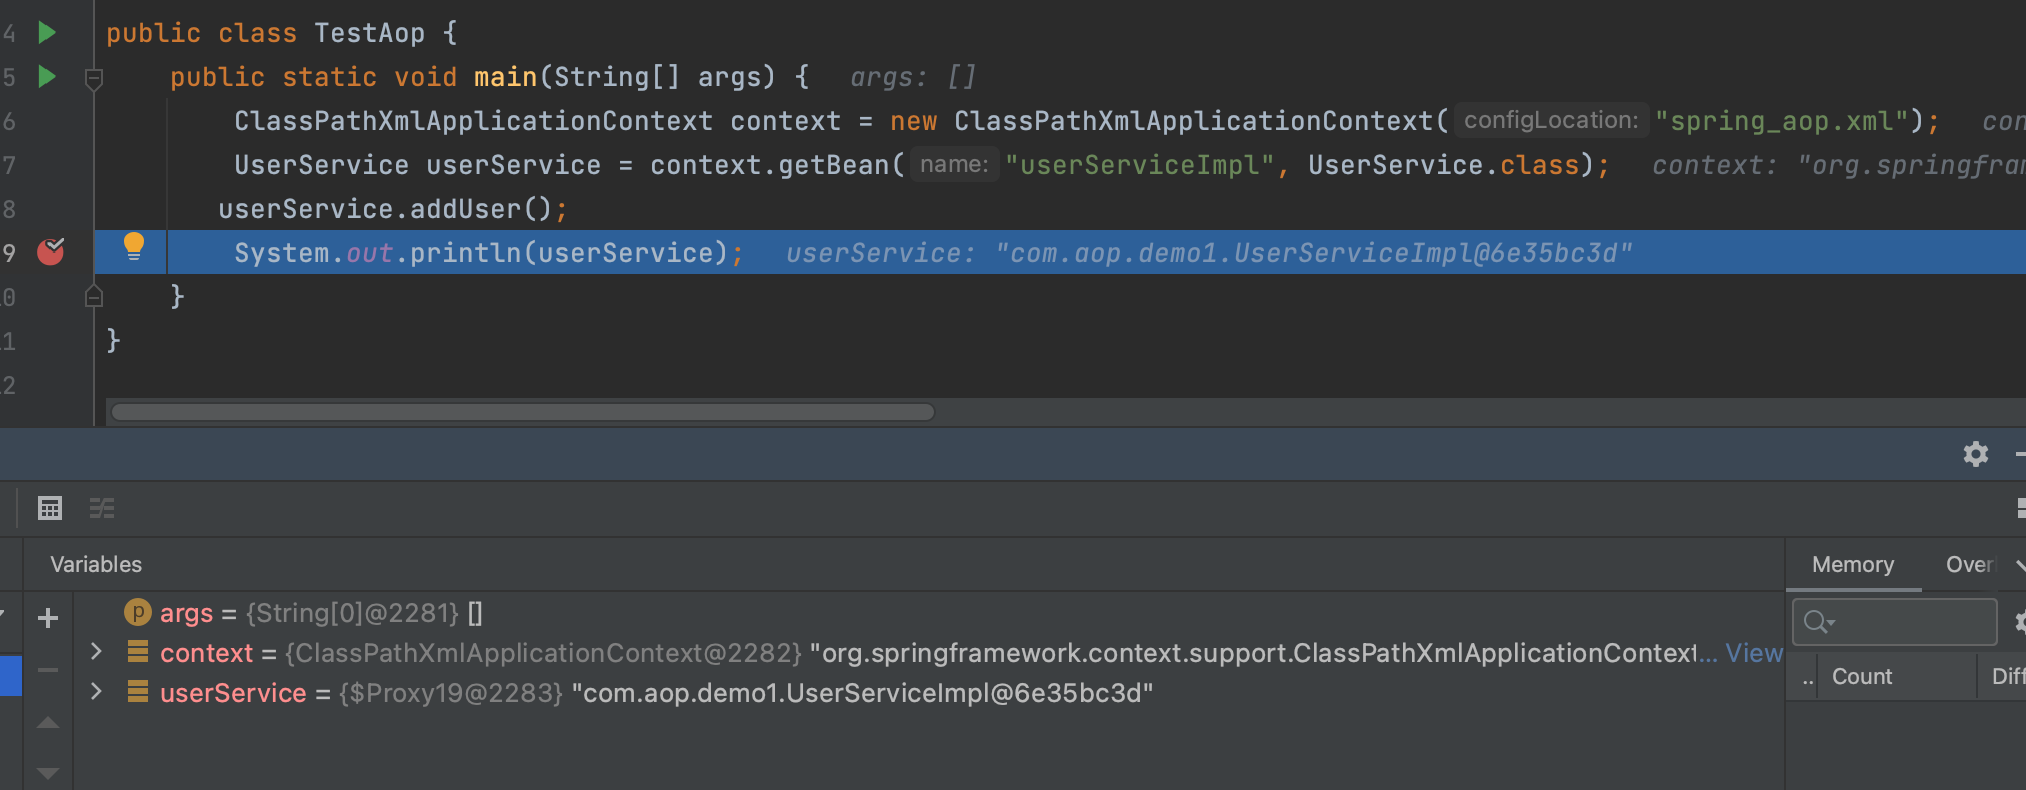 4 public class TestAop {
5 public static void main(String[] args) { args: []
6 ClassPathXmlApplicationContext context = new ClassPathXmlApplicationContext( configLocation: "spring_aop.xml"); con
7 UserService userService = context.getBean( name: "userServiceImpl", UserService.class); context: "org.springfram
8 userService.addUser();
9 System.out.println(userService); userService: "com.aop.demo1.UserServiceImpl@6e35bc3d"
0 }
1 }
2
Variables
Memory Over
p args = {String[0]@2281} []
context = {ClassPathXmlApplicationContext@2282} "org.springframework.context.support.ClassPathXmlApplicationContext... View
.. Count Diff
userService = {$Proxy19@2283} "com.aop.demo1.UserServiceImpl@6e35bc3d"